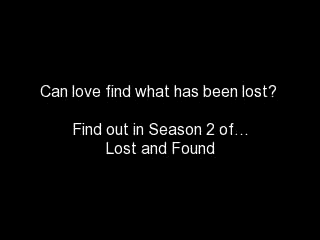 Can love find what has been lost?
Find out in Season 2 of…
Lost and Found